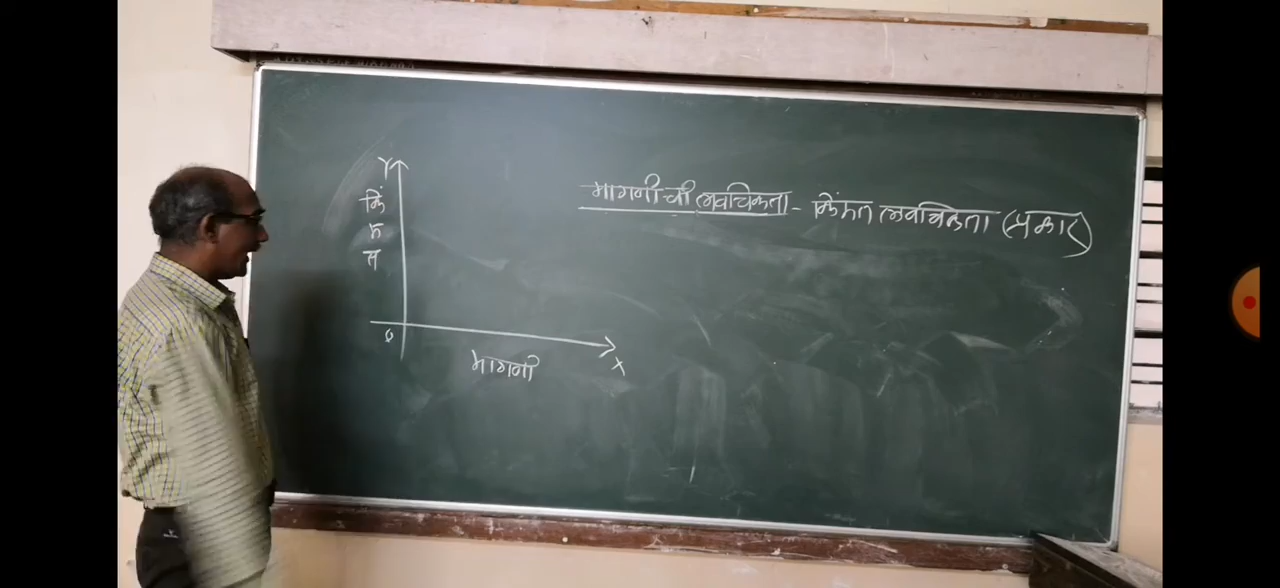 मागणीची लवचिकता - किंमत लवचिकता (प्रकार)
Y
किं
म
त
0
मागणी
X